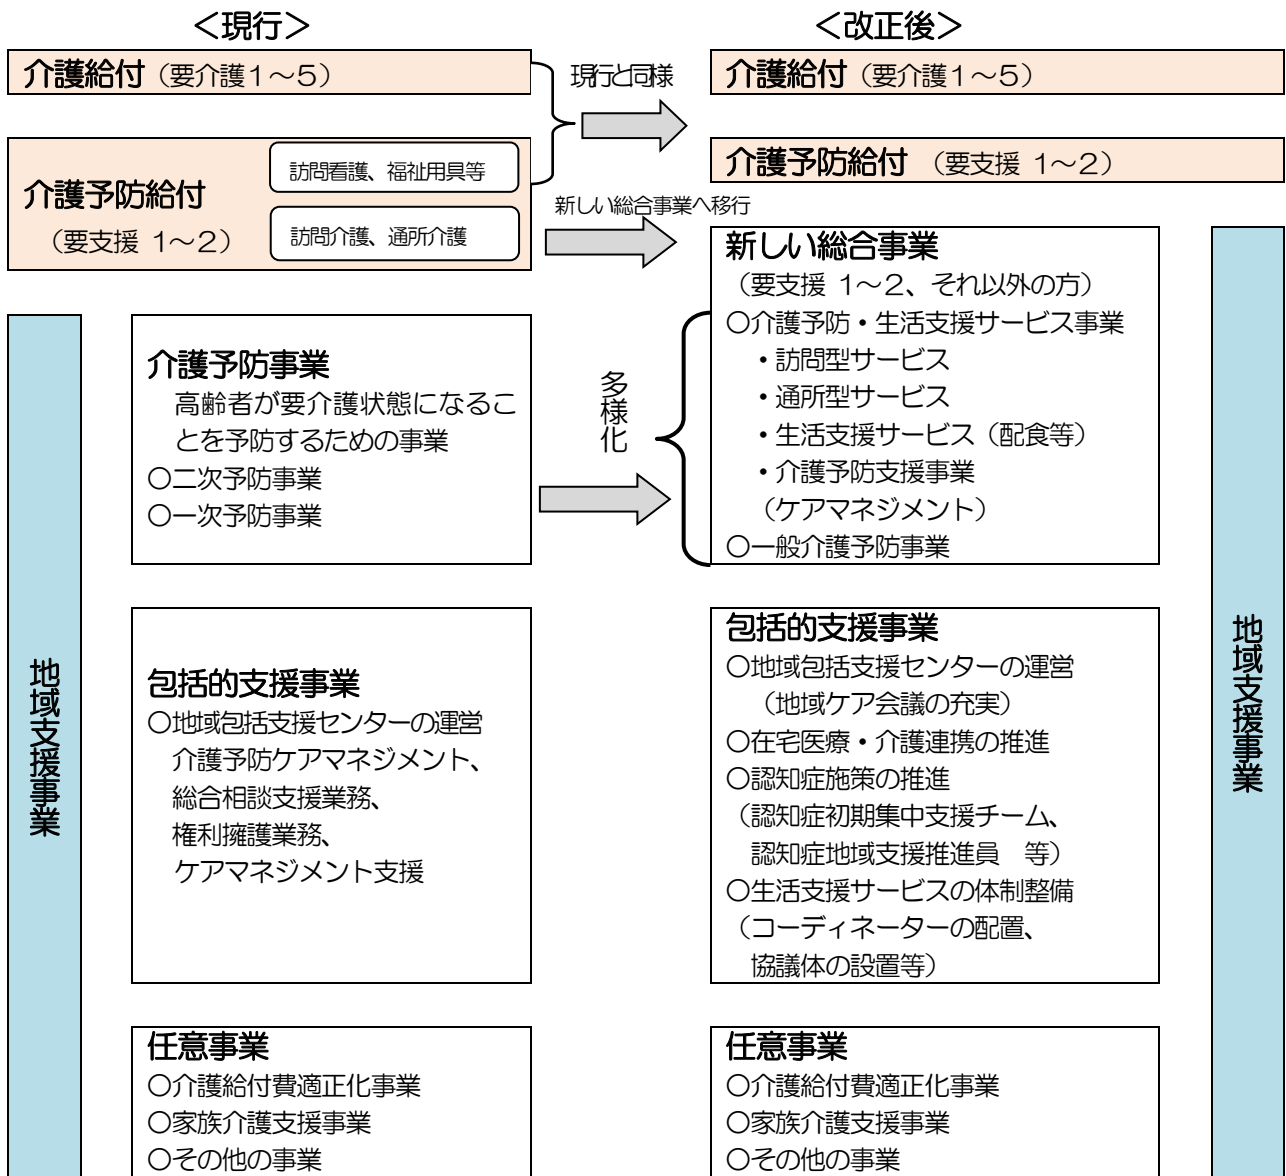 ＜現行＞
＜改正後＞
介護給付（要介護１～５）
現行と同様
介護給付（要介護１～５）
介護予防給付
（要支援 １～２）
訪問看護、福祉用具等
訪問介護、通所介護
介護予防給付 （要支援 １～２）
新しい総合事業へ移行
新しい総合事業
（要支援 １～２、それ以外の方）
○介護予防・生活支援サービス事業
・訪問型サービス
・通所型サービス
・生活支援サービス（配食等）
・介護予防支援事業
（ケアマネジメント）
○一般介護予防事業
介護予防事業
高齢者が要介護状態になるこ
とを予防するための事業
○二次予防事業
○一次予防事業
多様化
地域支援事業
包括的支援事業
○地域包括支援センターの運営
介護予防ケアマネジメント、
総合相談支援業務、
権利擁護業務、
ケアマネジメント支援
包括的支援事業
○地域包括支援センターの運営
（地域ケア会議の充実）
○在宅医療・介護連携の推進
○認知症施策の推進
（認知症初期集中支援チーム、
認知症地域支援推進員　等）
○生活支援サービスの体制整備
（コーディネーターの配置、
協議体の設置等）
地域支援事業
任意事業
○介護給付費適正化事業
○家族介護支援事業
○その他の事業
任意事業
○介護給付費適正化事業
○家族介護支援事業
○その他の事業